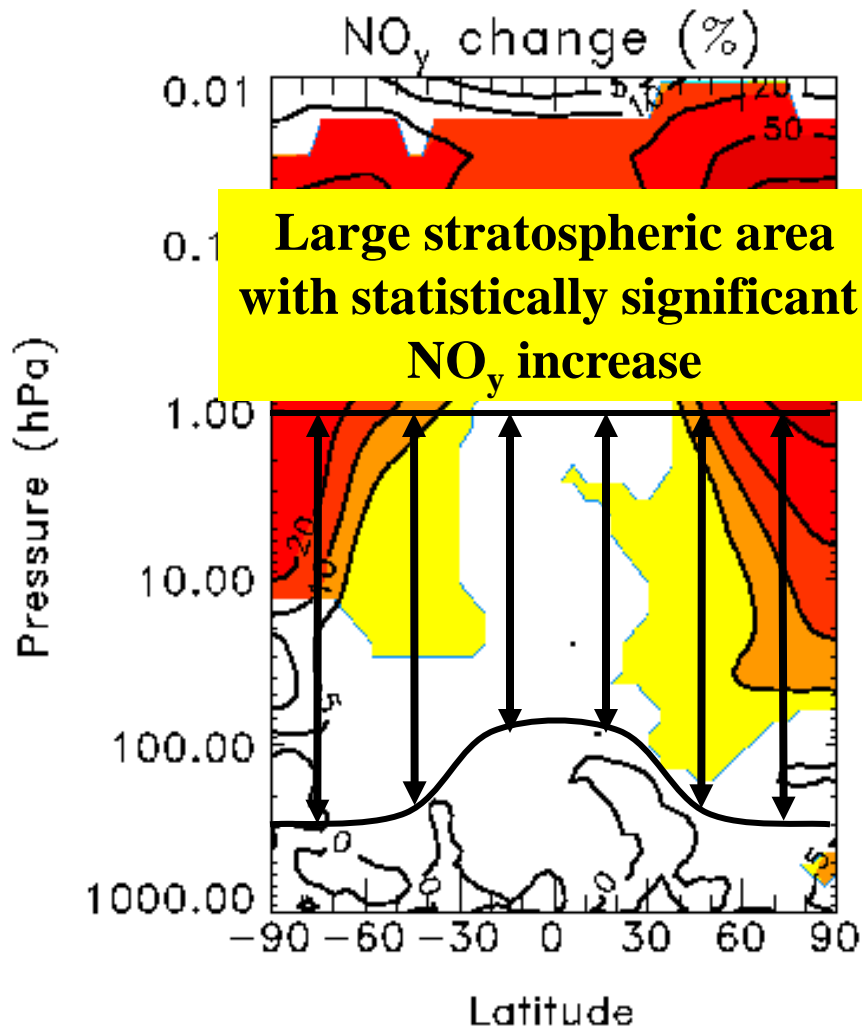 NOy change (%)
0.01
5
10
20
50
Large stratospheric area
with statistically significant
NOy increase
0.1
1.00
10.00
100.00
1000.00
Pressure (hPa)
20
10
5
0
0
0
5
-90 -60 -30 0 30 60 90
Latitude